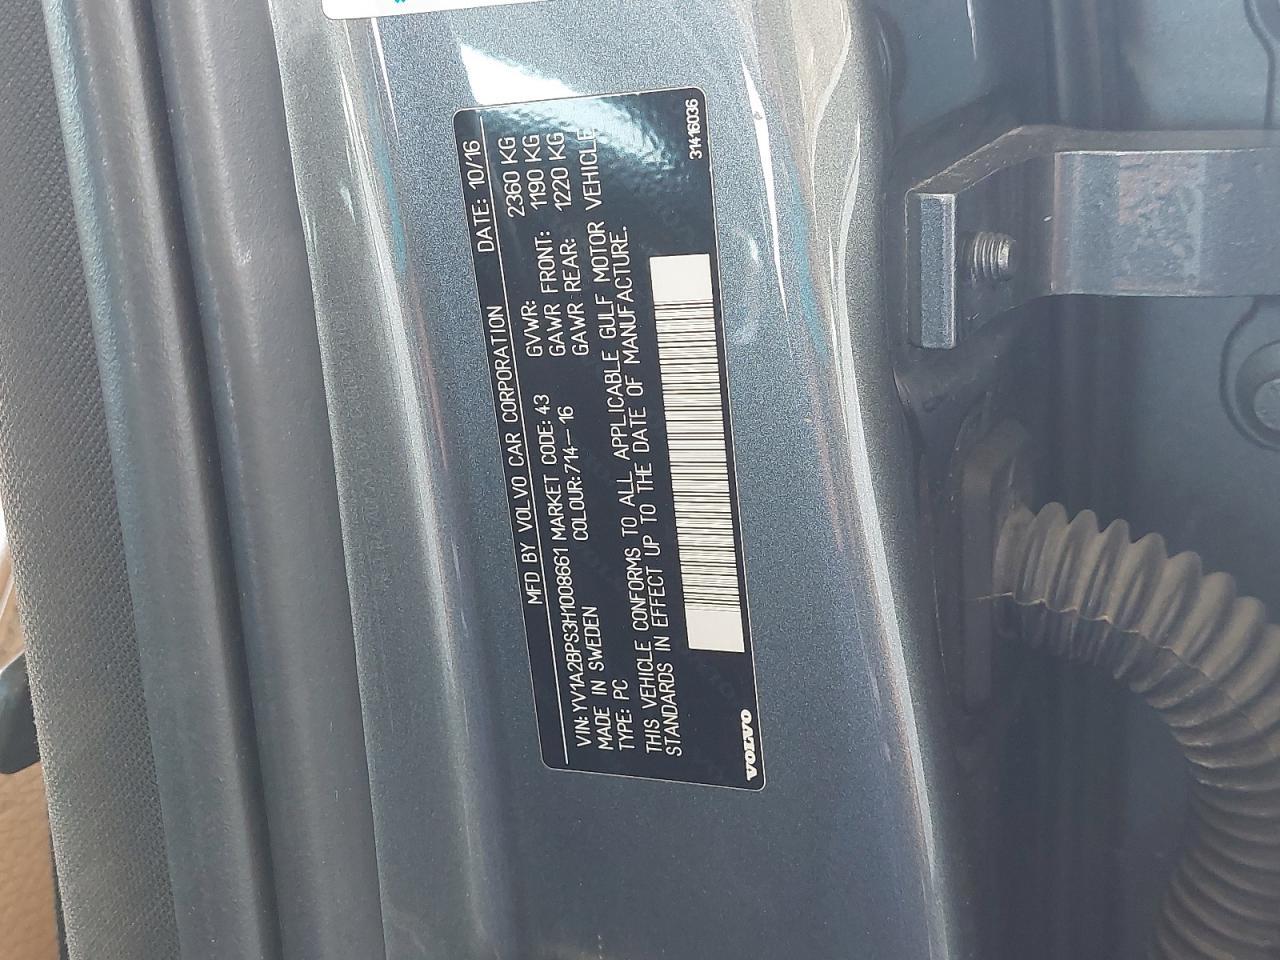 MFD BY VOLVO CAR CORPORATION DATE: 10/16
VIN: YV1A2BPS3H1008661 MARKET CODE: 43 GVWR: 2360 KG
MADE IN SWEDEN COLOUR: 714-16 GAWR FRONT: 1190 KG
TYPE: PC GAWR REAR: 1220 KG
THIS VEHICLE CONFORMS TO ALL APPLICABLE GULF MOTOR VEHICLE
STANDARDS IN EFFECT UP TO THE DATE OF MANUFACTURE.
VOLVO 31416036